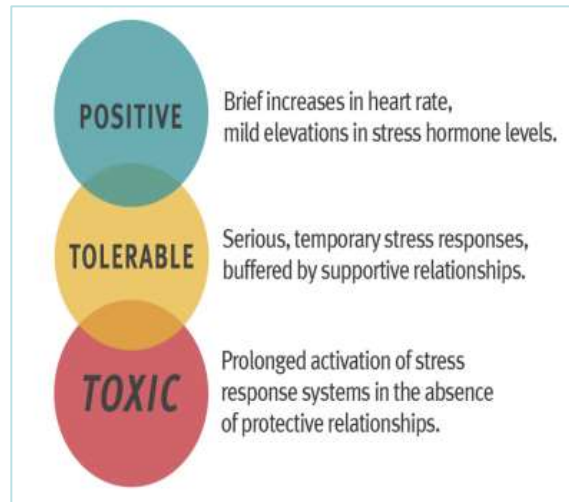 POSITIVE
Brief increases in heart rate,
mild elevations in stress hormone levels.
TOLERABLE
Serious, temporary stress responses,
buffered by supportive relationships.
TOXIC
Prolonged activation of stress
response systems in the absence
of protective relationships.